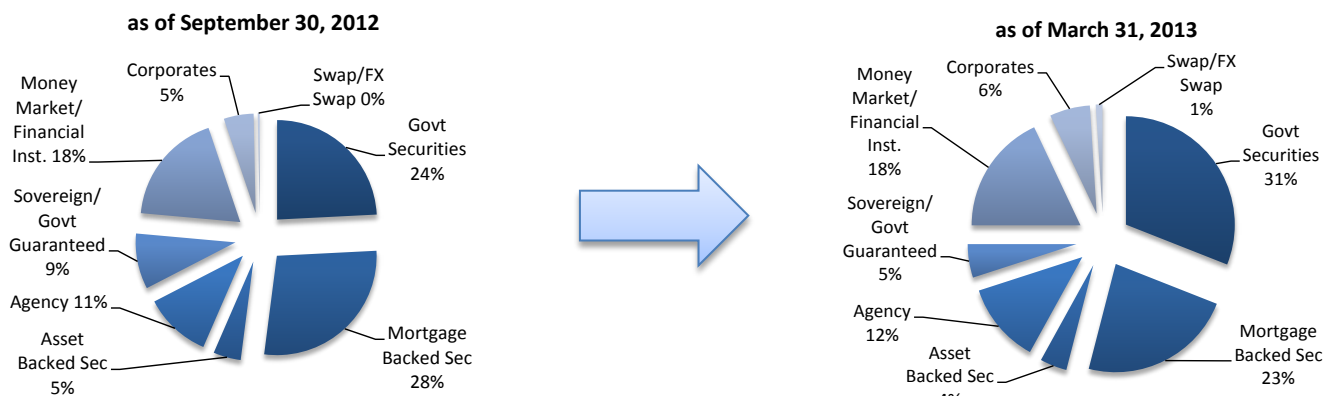 as of September 30, 2012
Corporates
5%
Swap/FX
Swap 0%
Money
Market/
Financial
Inst. 18%
Govt
Securities
24%
Sovereign/
Govt
Guaranteed
9%
Agency 11%
Asset
Backed Sec
5%
Mortgage
Backed Sec
28%
as of March 31, 2013
Corporates
6%
Swap/FX
Swap
1%
Money
Market/
Financial
Inst.
18%
Govt
Securities
31%
Sovereign/
Govt
Guaranteed
5%
Agency
12%
Asset
Backed Sec
Mortgage
Backed Sec
23%